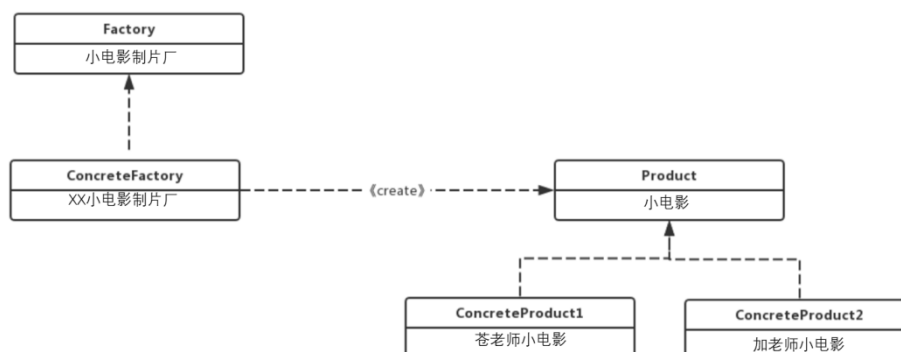 Factory
小电影制片厂
ConcreteFactory
XX小电影制片厂
《create》
Product
小电影
ConcreteProduct1
苍老师小电影
ConcreteProduct2
加老师小电影